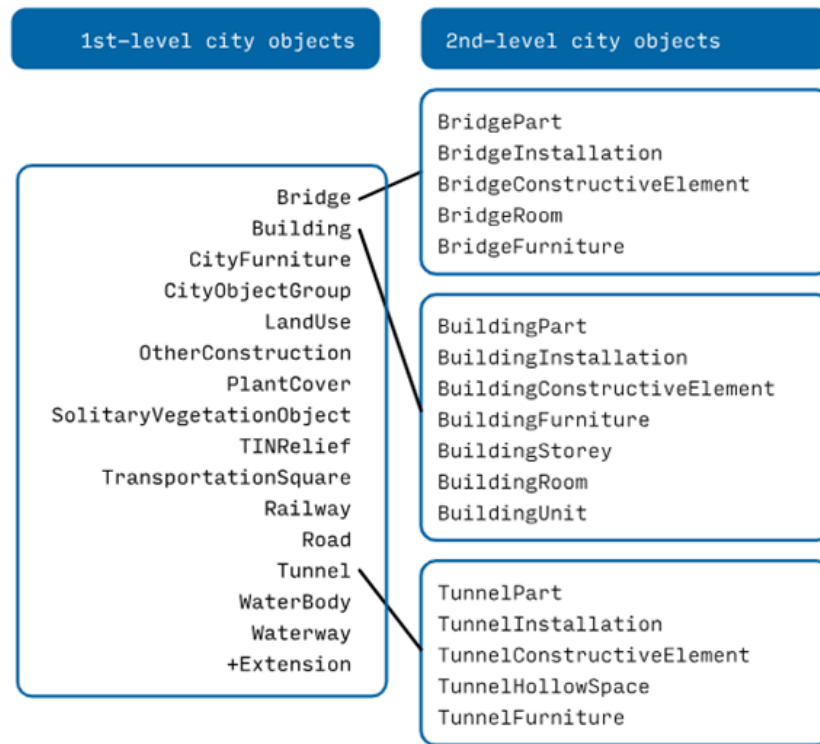 1st-level city objects
2nd-level city objects
Bridge
Building
CityFurniture
CityObjectGroup
LandUse
OtherConstruction
PlantCover
SolitaryVegetationObject
TINRelief
TransportationSquare
Railway
Road
Tunnel
WaterBody
Waterway
+Extension
BridgePart
BridgeInstallation
BridgeConstructiveElement
BridgeRoom
BridgeFurniture
BuildingPart
BuildingInstallation
BuildingConstructiveElement
BuildingFurniture
BuildingStorey
BuildingRoom
BuildingUnit
TunnelPart
TunnelInstallation
TunnelConstructiveElement
TunnelHollowSpace
TunnelFurniture